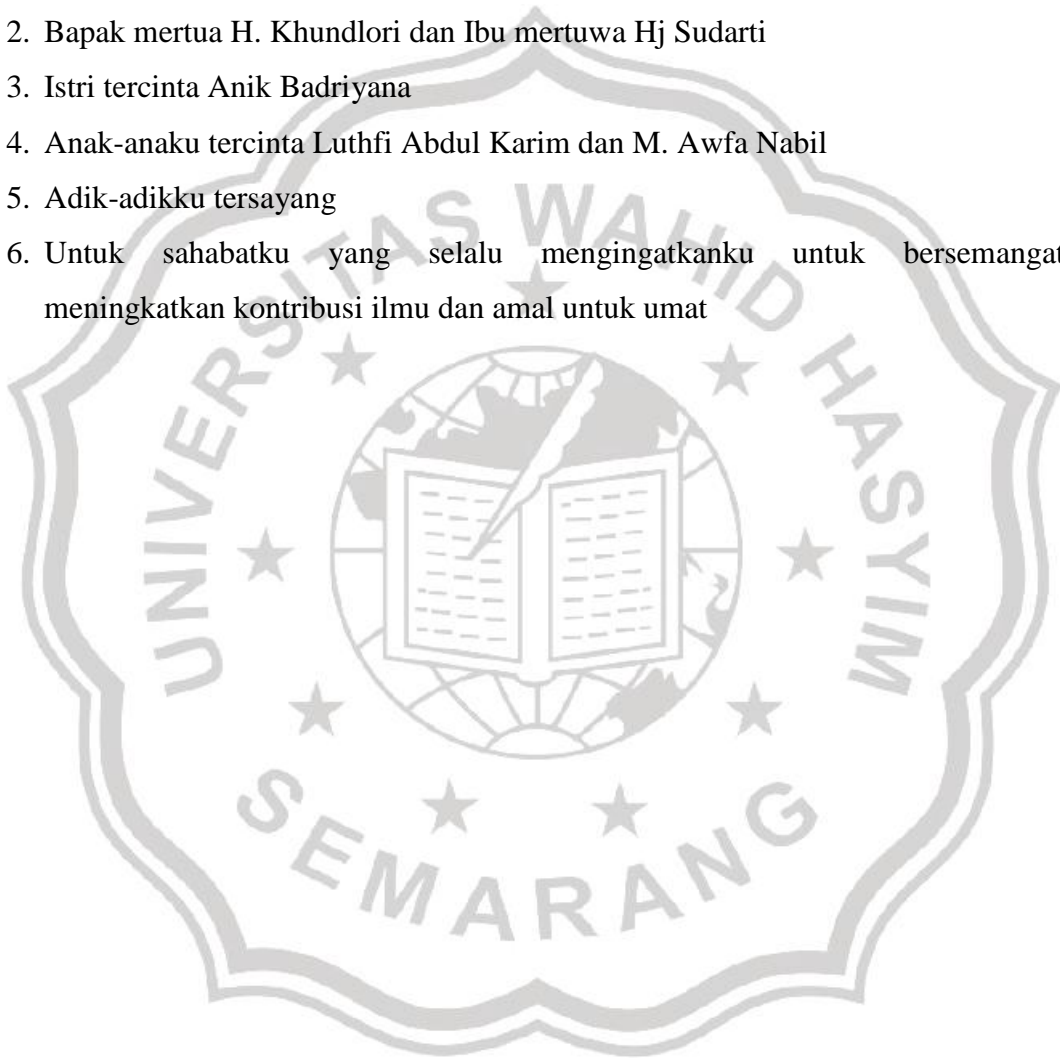 2. Bapak mertua H. Khundlori dan Ibu mertuwa Hj Sudarti
3. Istri tercinta Anik Badriyana
4. Anak-anaku tercinta Luthfi Abdul Karim dan M. Awfa Nabil
5. Adik-adikku tersayang
6. Untuk sahabatku yang selalu mengingatkanku untuk bersemangat
meningkatkan kontribusi ilmu dan amal untuk umat
UNIVERSITAS WAHID HASYIM
SEMARANG